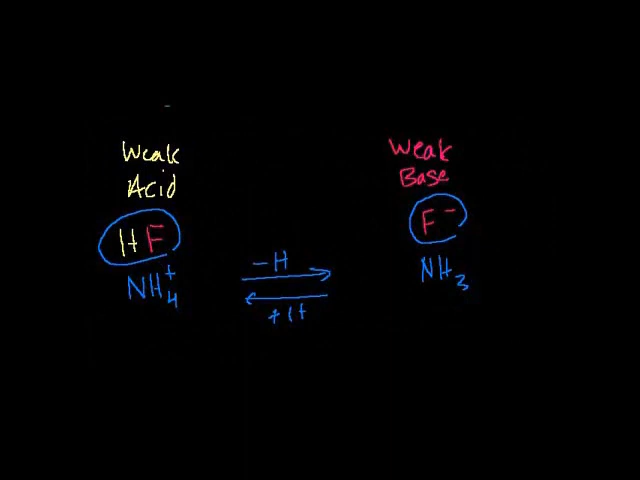 Weak
Acid
HF
NH4+
-H
+H
Weak
Base
F-
NH3